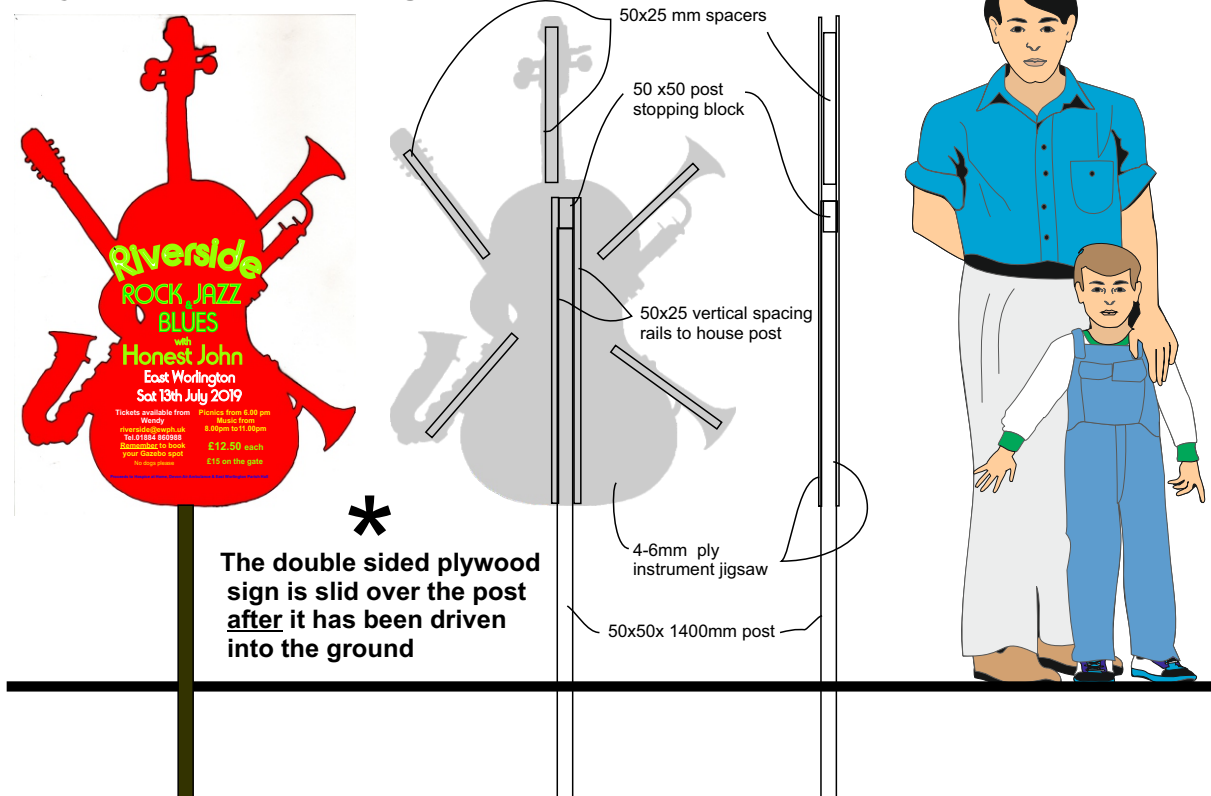 Riverside
ROCK & JAZZ
BLUES
with
Honest John
East Worlington
Sat 13th July 2019
Tickets available from
Wendy
riverside@ewph.uk
Tel.01884 860988
Remember to book
your Gazebo spot
No dogs please
Picnics from 6.00 pm
Music from
8.00pm to11.00pm
£12.50 each
£15 on the gate
*
The double sided plywood
sign is slid over the post
after it has been driven
into the ground
50x25 mm spacers
50 x50 post
stopping block
50x25 vertical spacing
rails to house post
4-6mm ply
instrument jigsaw
50x50x 1400mm post